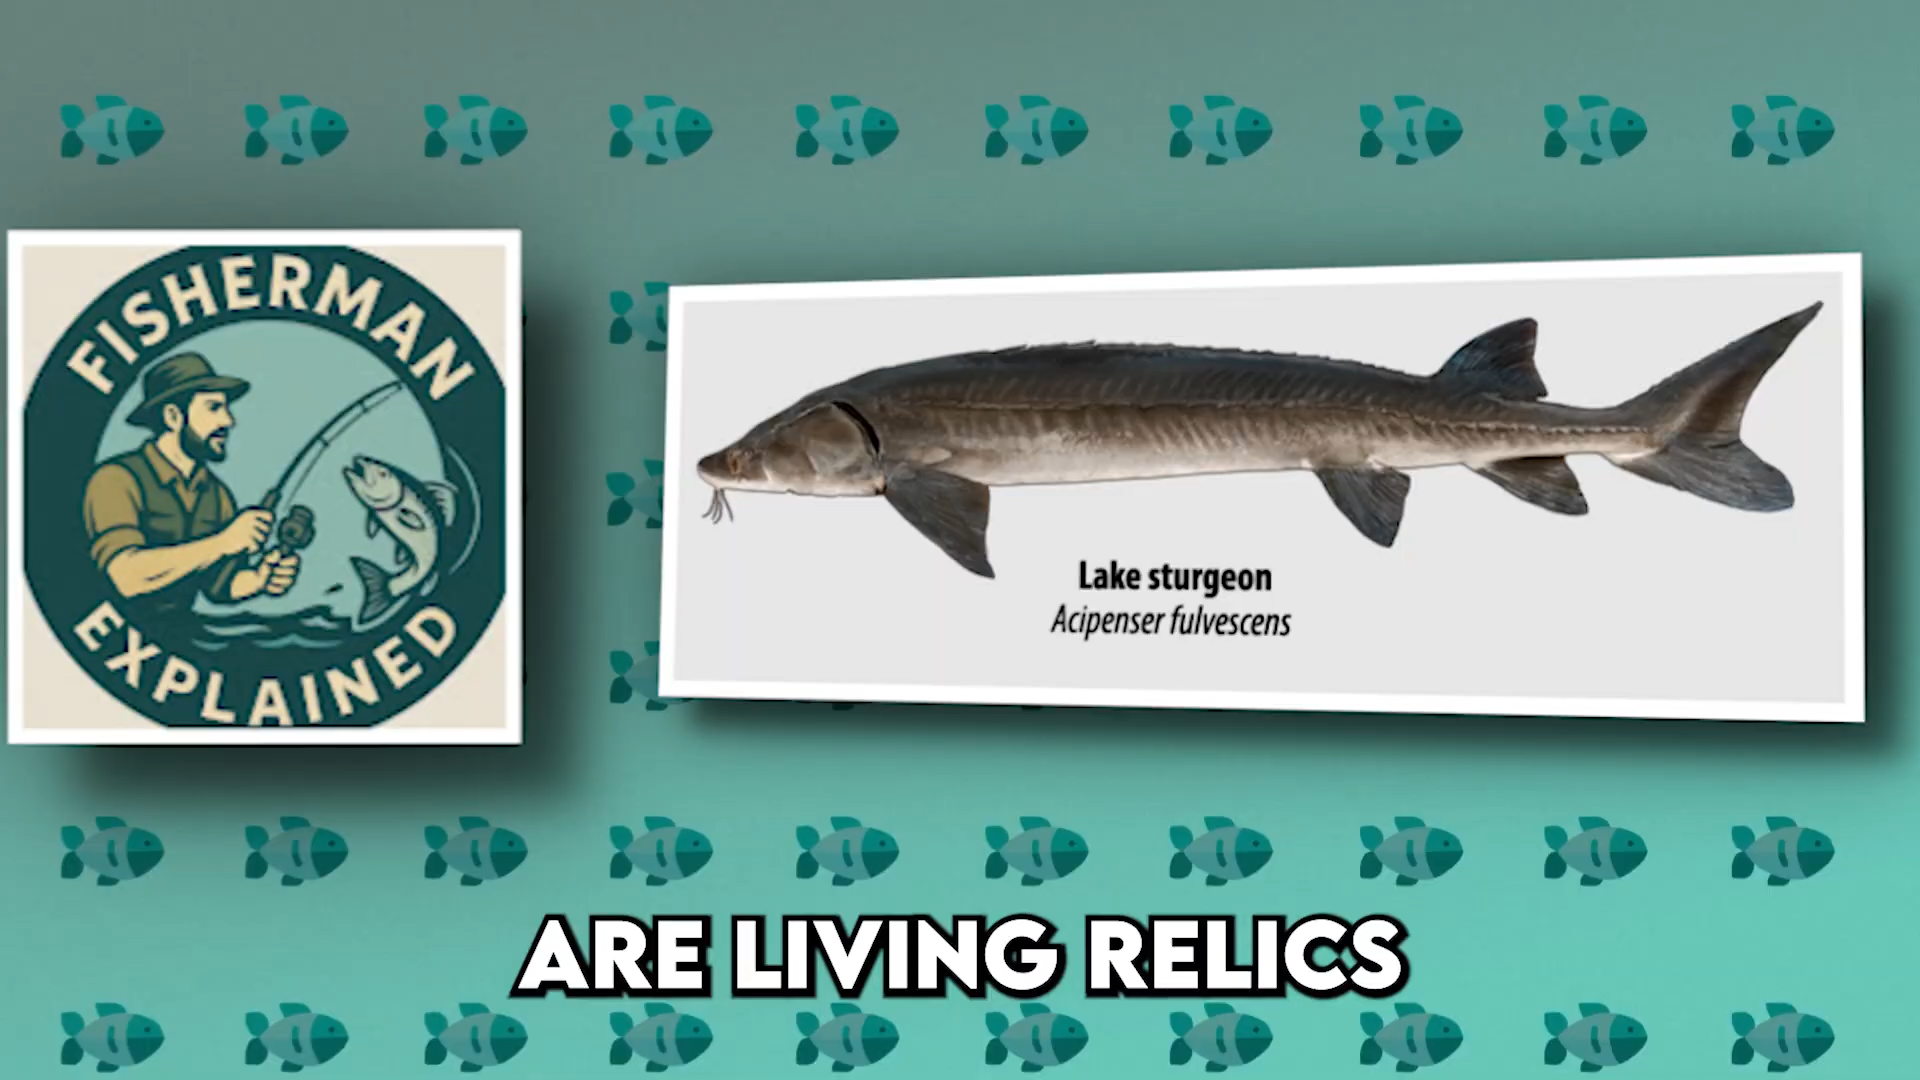 FISHERMAN
EXPLAINED
Lake sturgeon
Acipenser fulvescens
ARE LIVING RELICS